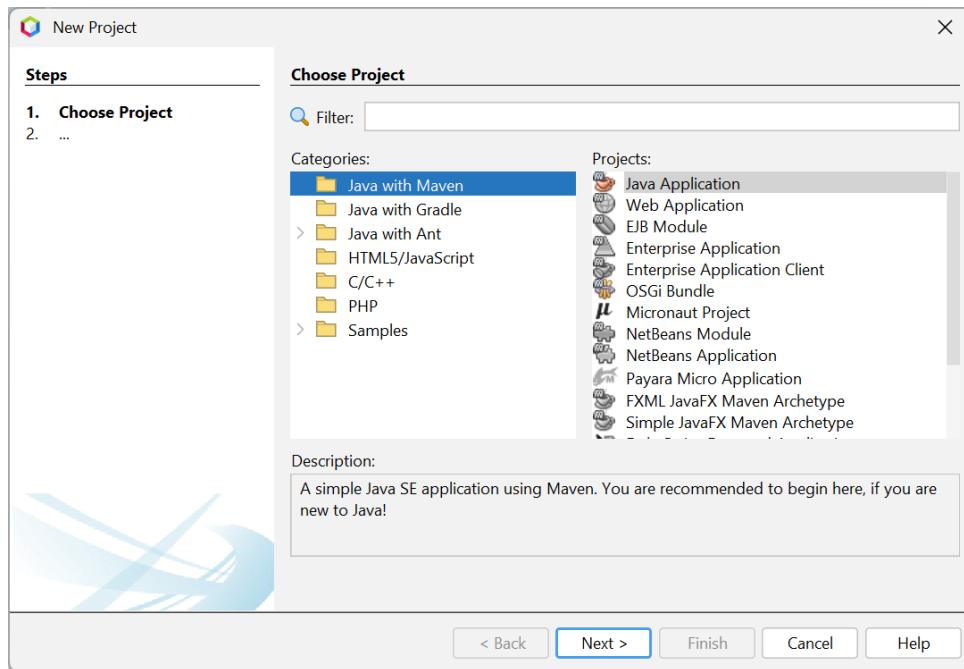 New Project
Steps
1. Choose Project
2. ...
Choose Project
Filter:
Categories:
Java with Maven
Java with Gradle
Java with Ant
HTML5/JavaScript
C/C++
PHP
Samples
Projects:
Java Application
Web Application
EJB Module
Enterprise Application
Enterprise Application Client
OSGi Bundle
Micronaut Project
NetBeans Module
NetBeans Application
Payara Micro Application
FXML JavaFX Maven Archetype
Simple JavaFX Maven Archetype
Description:
A simple Java SE application using Maven. You are recommended to begin here, if you are
new to Java!
< Back
Next >
Finish
Cancel
Help